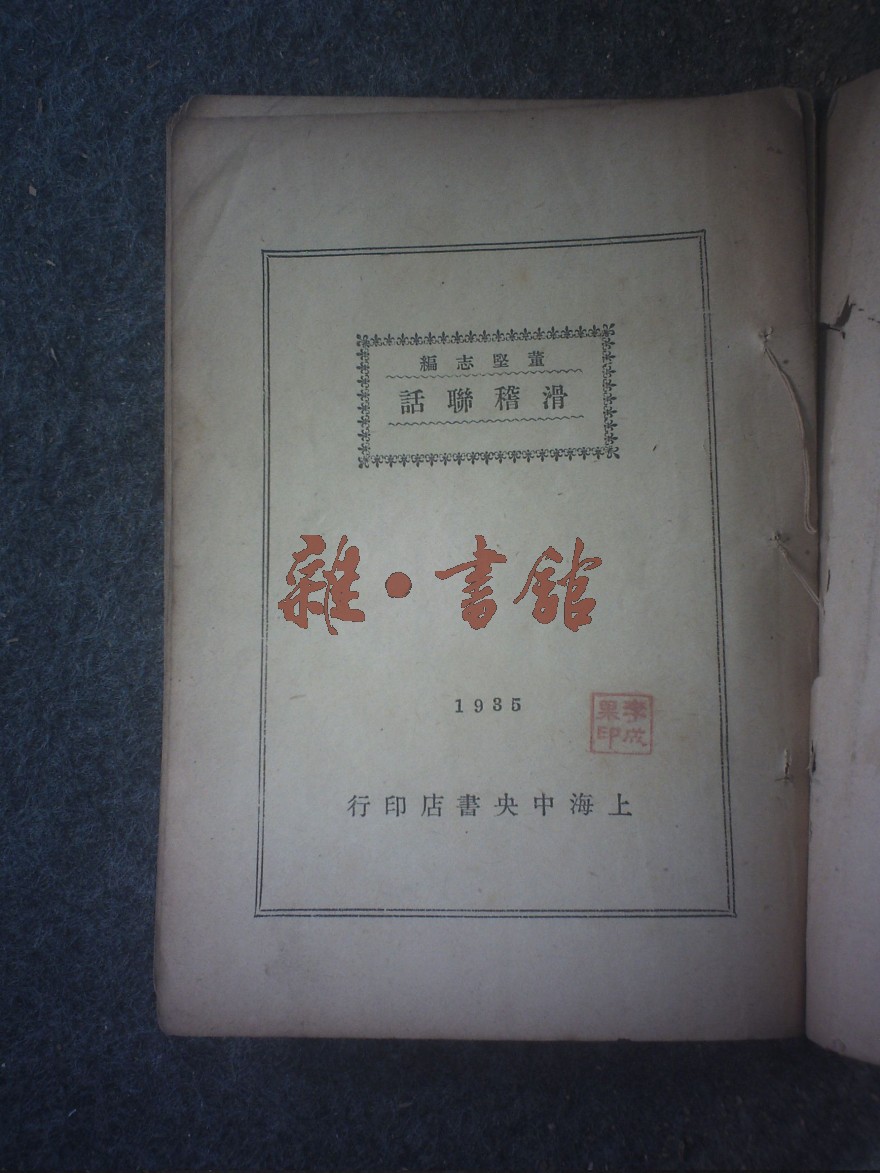 董堅志編
滑稽聯話
雜·書館
1935
李成
果印
上海中央書店印行